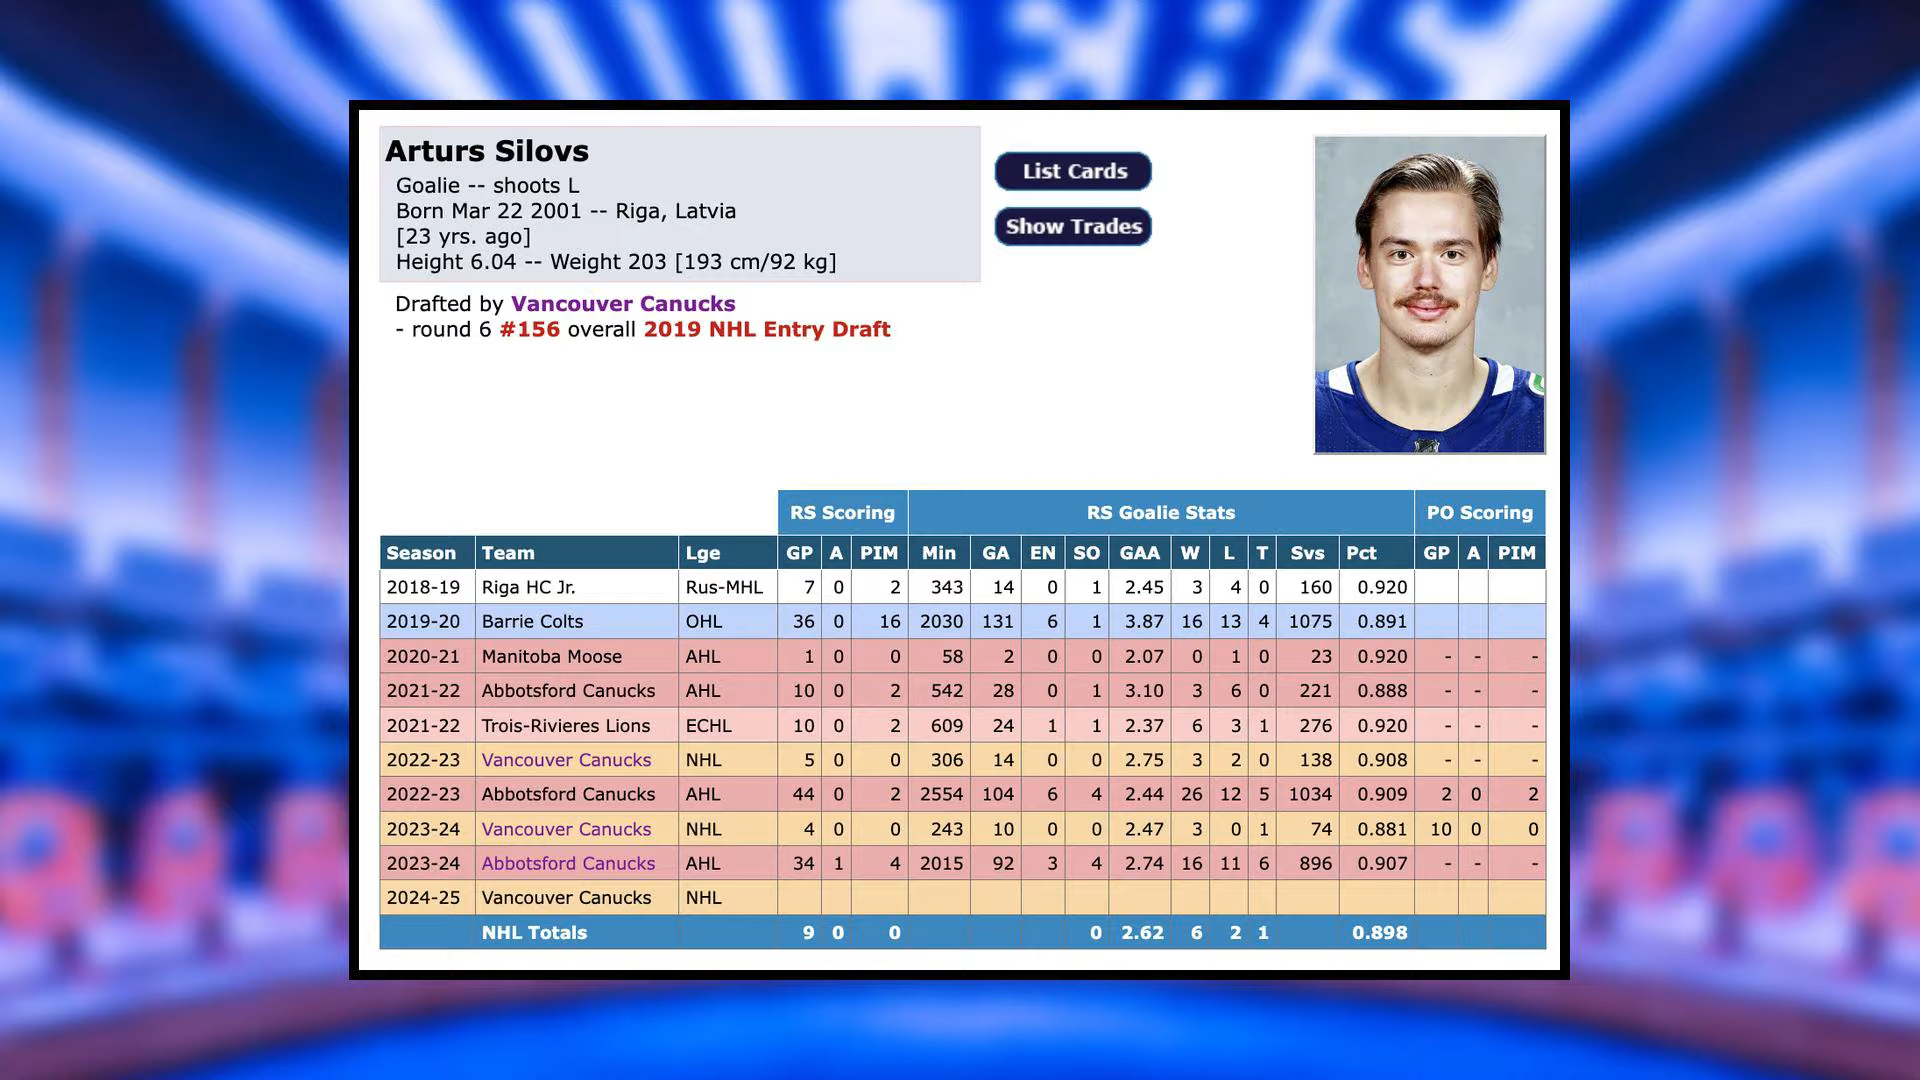 Arturs Silovs
Goalie -- shoots L
Born Mar 22 2001 -- Riga, Latvia
[23 yrs. ago]
Height 6.04 -- Weight 203 [193 cm/92 kg]
List Cards
Show Trades
Drafted by Vancouver Canucks
- round 6 #156 overall 2019 NHL Entry Draft
RS Scoring RS Goalie Stats PO Scoring
Season Team Lge GP A PIM Min GA EN SO GAA W L T Svs Pct GP A PIM
2018-19 Riga HC Jr. Rus-MHL 7 0 2 343 14 0 1 2.45 3 4 0 160 0.920
2019-20 Barrie Colts OHL 36 0 16 2030 131 6 1 3.87 16 13 4 1075 0.891
2020-21 Manitoba Moose AHL 1 0 0 58 2 0 0 2.07 0 1 0 23 0.920 - - -
2021-22 Abbotsford Canucks AHL 10 0 2 542 28 0 1 3.10 3 6 0 221 0.888 - - -
2021-22 Trois-Rivieres Lions ECHL 10 0 2 609 24 1 1 2.37 6 3 1 276 0.920 - - -
2022-23 Vancouver Canucks NHL 5 0 0 306 14 0 0 2.75 3 2 0 138 0.908 - - -
2022-23 Abbotsford Canucks AHL 44 0 2 2554 104 6 4 2.44 26 12 5 1034 0.909 2 0 2
2023-24 Vancouver Canucks NHL 4 0 0 243 10 0 0 2.47 3 0 1 74 0.881 10 0 0
2023-24 Abbotsford Canucks AHL 34 1 4 2015 92 3 4 2.74 16 11 6 896 0.907 - - -
2024-25 Vancouver Canucks NHL
NHL Totals 9 0 0 0 2.62 6 2 1 0.898